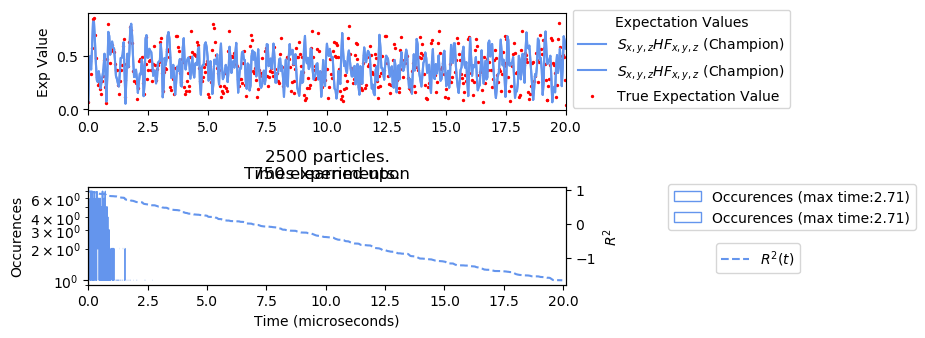 Expectation Values
S_{x,y,z}HF_{x,y,z} (Champion)
S_{x,y,z}HF_{x,y,z} (Champion)
True Expectation Value
Exp Value
0.5
0.0
0.0 2.5 5.0 7.5 10.0 12.5 15.0 17.5 20.0
2500 particles.
750 experiments.
Times learned upon
Occurences
6 × 10⁰
4 × 10⁰
3 × 10⁰
2 × 10⁰
10⁰
1
0
−1
R²
0.0 2.5 5.0 7.5 10.0 12.5 15.0 17.5 20.0
Time (microseconds)
Occurences (max time:2.71)
Occurences (max time:2.71)
R²(t)